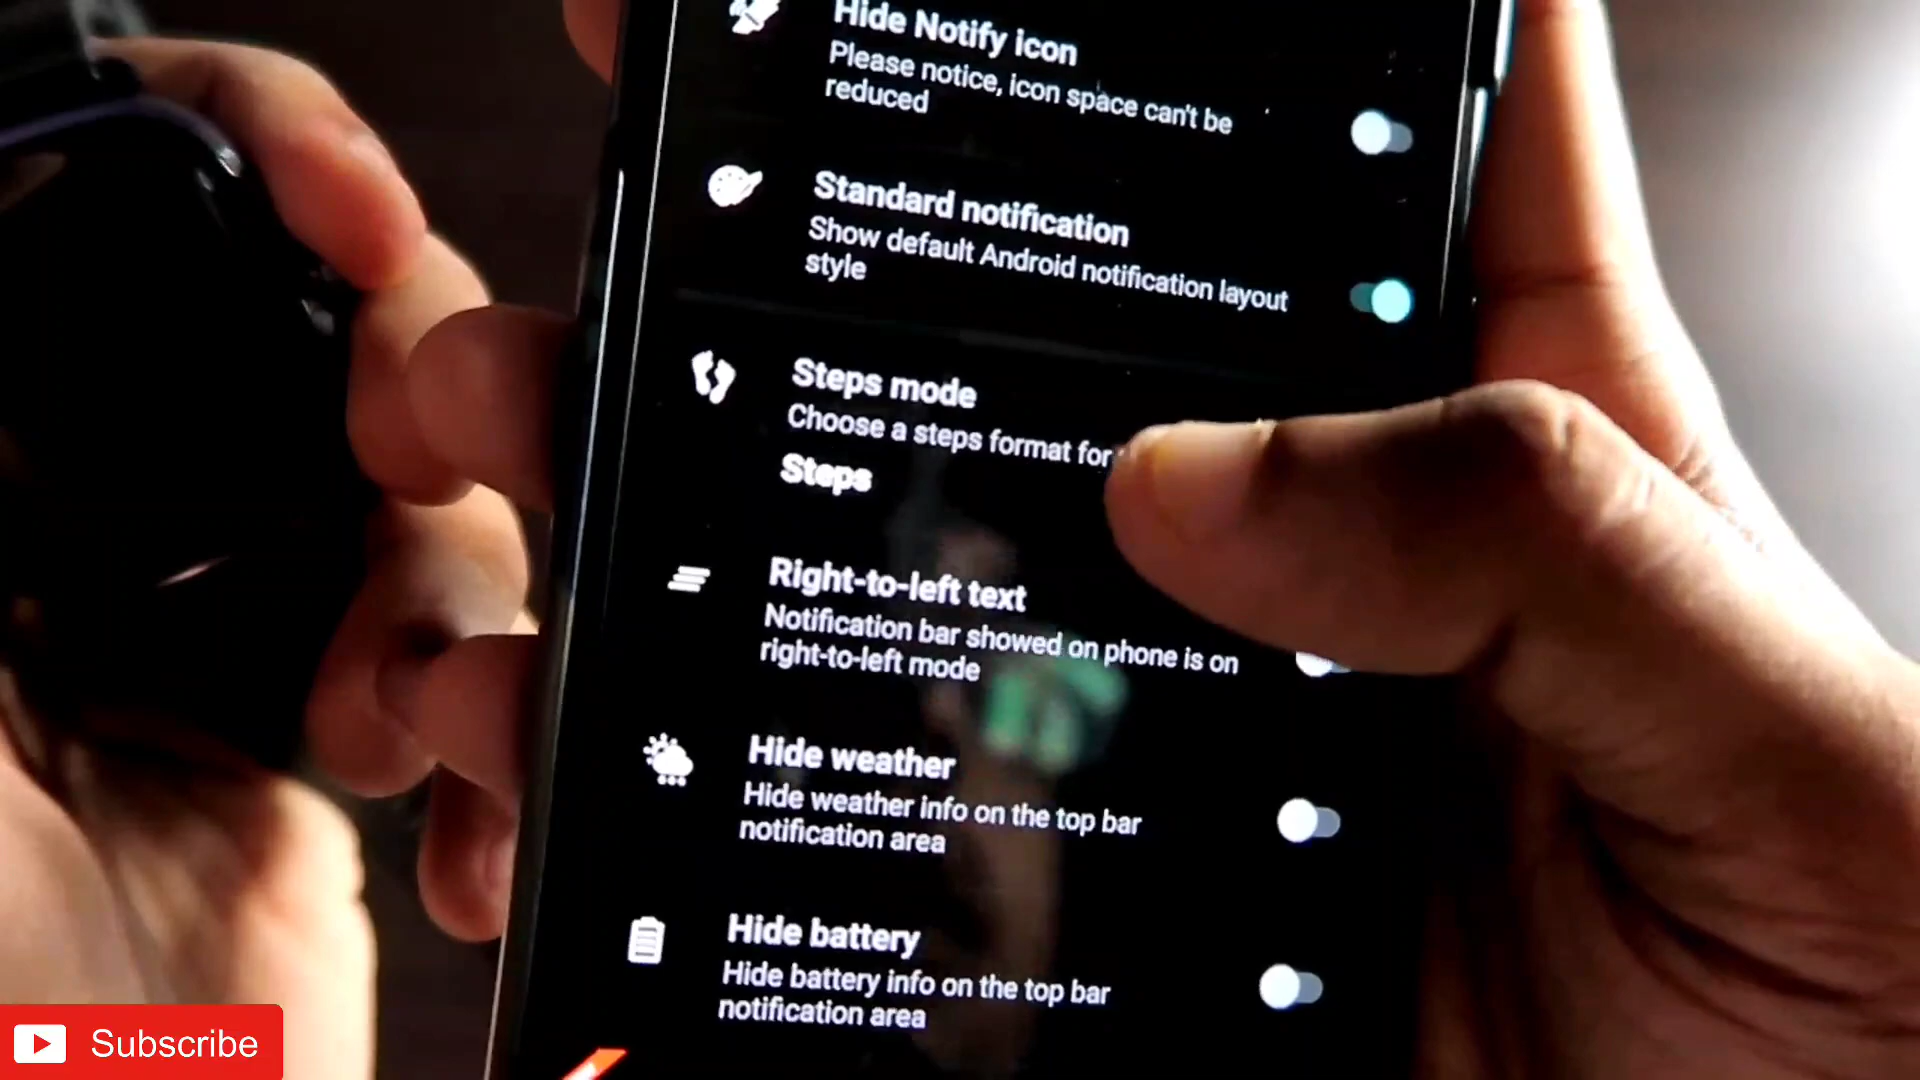 Hide Notify icon
Please notice, icon space can't be
reduced
Standard notification
Show default Android notification layout
style
Steps mode
Choose a steps format for
Steps
Right-to-left text
Notification bar showed on phone is on
right-to-left mode
Hide weather
Hide weather info on the top bar
notification area
Hide battery
Hide battery info on the top bar
notification area
Subscribe